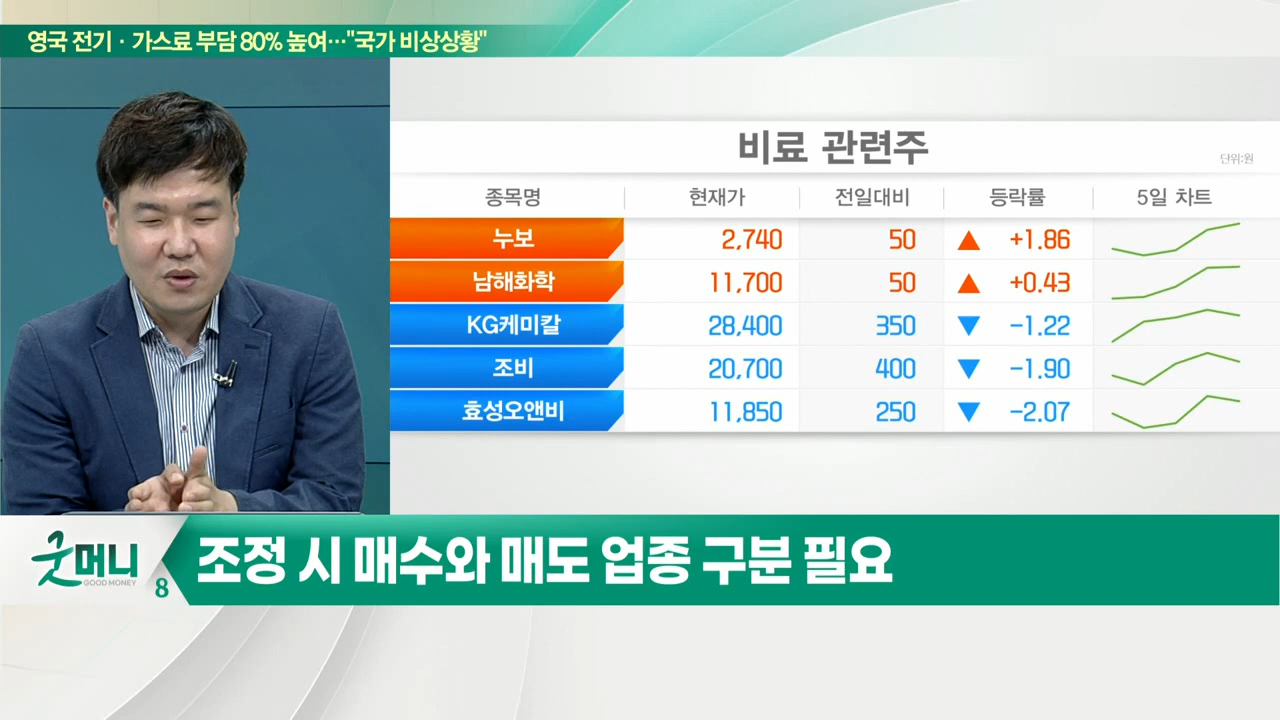 영국 전기 · 가스료 부담 80% 높여…"국가 비상상황"
비료 관련주
단위:원
종목명 현재가 전일대비 등락률 5일 차트
누보 2,740 50 ▲ +1.86
남해화학 11,700 50 ▲ +0.43
KG케미칼 28,400 350 ▼ -1.22
조비 20,700 400 ▼ -1.90
효성오앤비 11,850 250 ▼ -2.07
굿머니
GOOD MONEY
8
조정 시 매수와 매도 업종 구분 필요